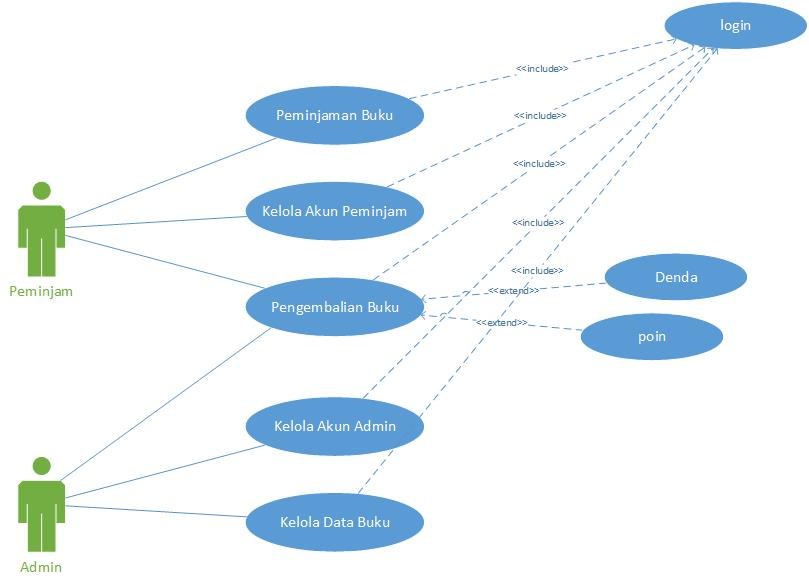 login
<<include>>
Peminjaman Buku
<<include>>
<<include>>
Kelola Akun Peminjam
<<include>>
<<include>>
Peminjam
Denda
<<extend>>
Pengembalian Buku
<<extend>>
poin
Kelola Akun Admin
Kelola Data Buku
Admin